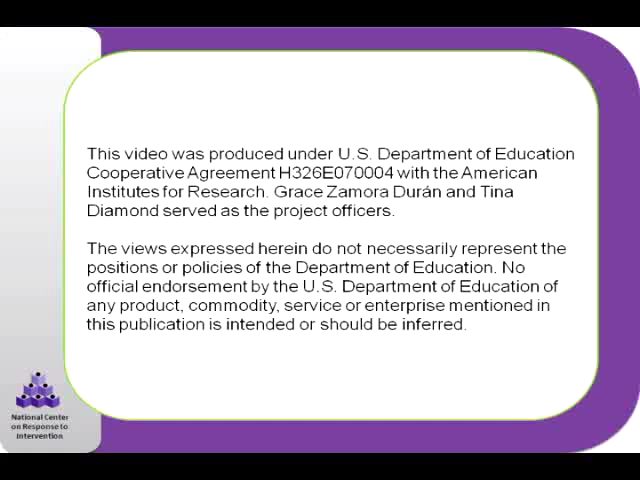 This video was produced under U.S. Department of Education
Cooperative Agreement H326E070004 with the American
Institutes for Research. Grace Zamora Durán and Tina
Diamond served as the project officers.
The views expressed herein do not necessarily represent the
positions or policies of the Department of Education. No
official endorsement by the U.S. Department of Education of
any product, commodity, service or enterprise mentioned in
this publication is intended or should be inferred.
National Center
on Response to
Intervention